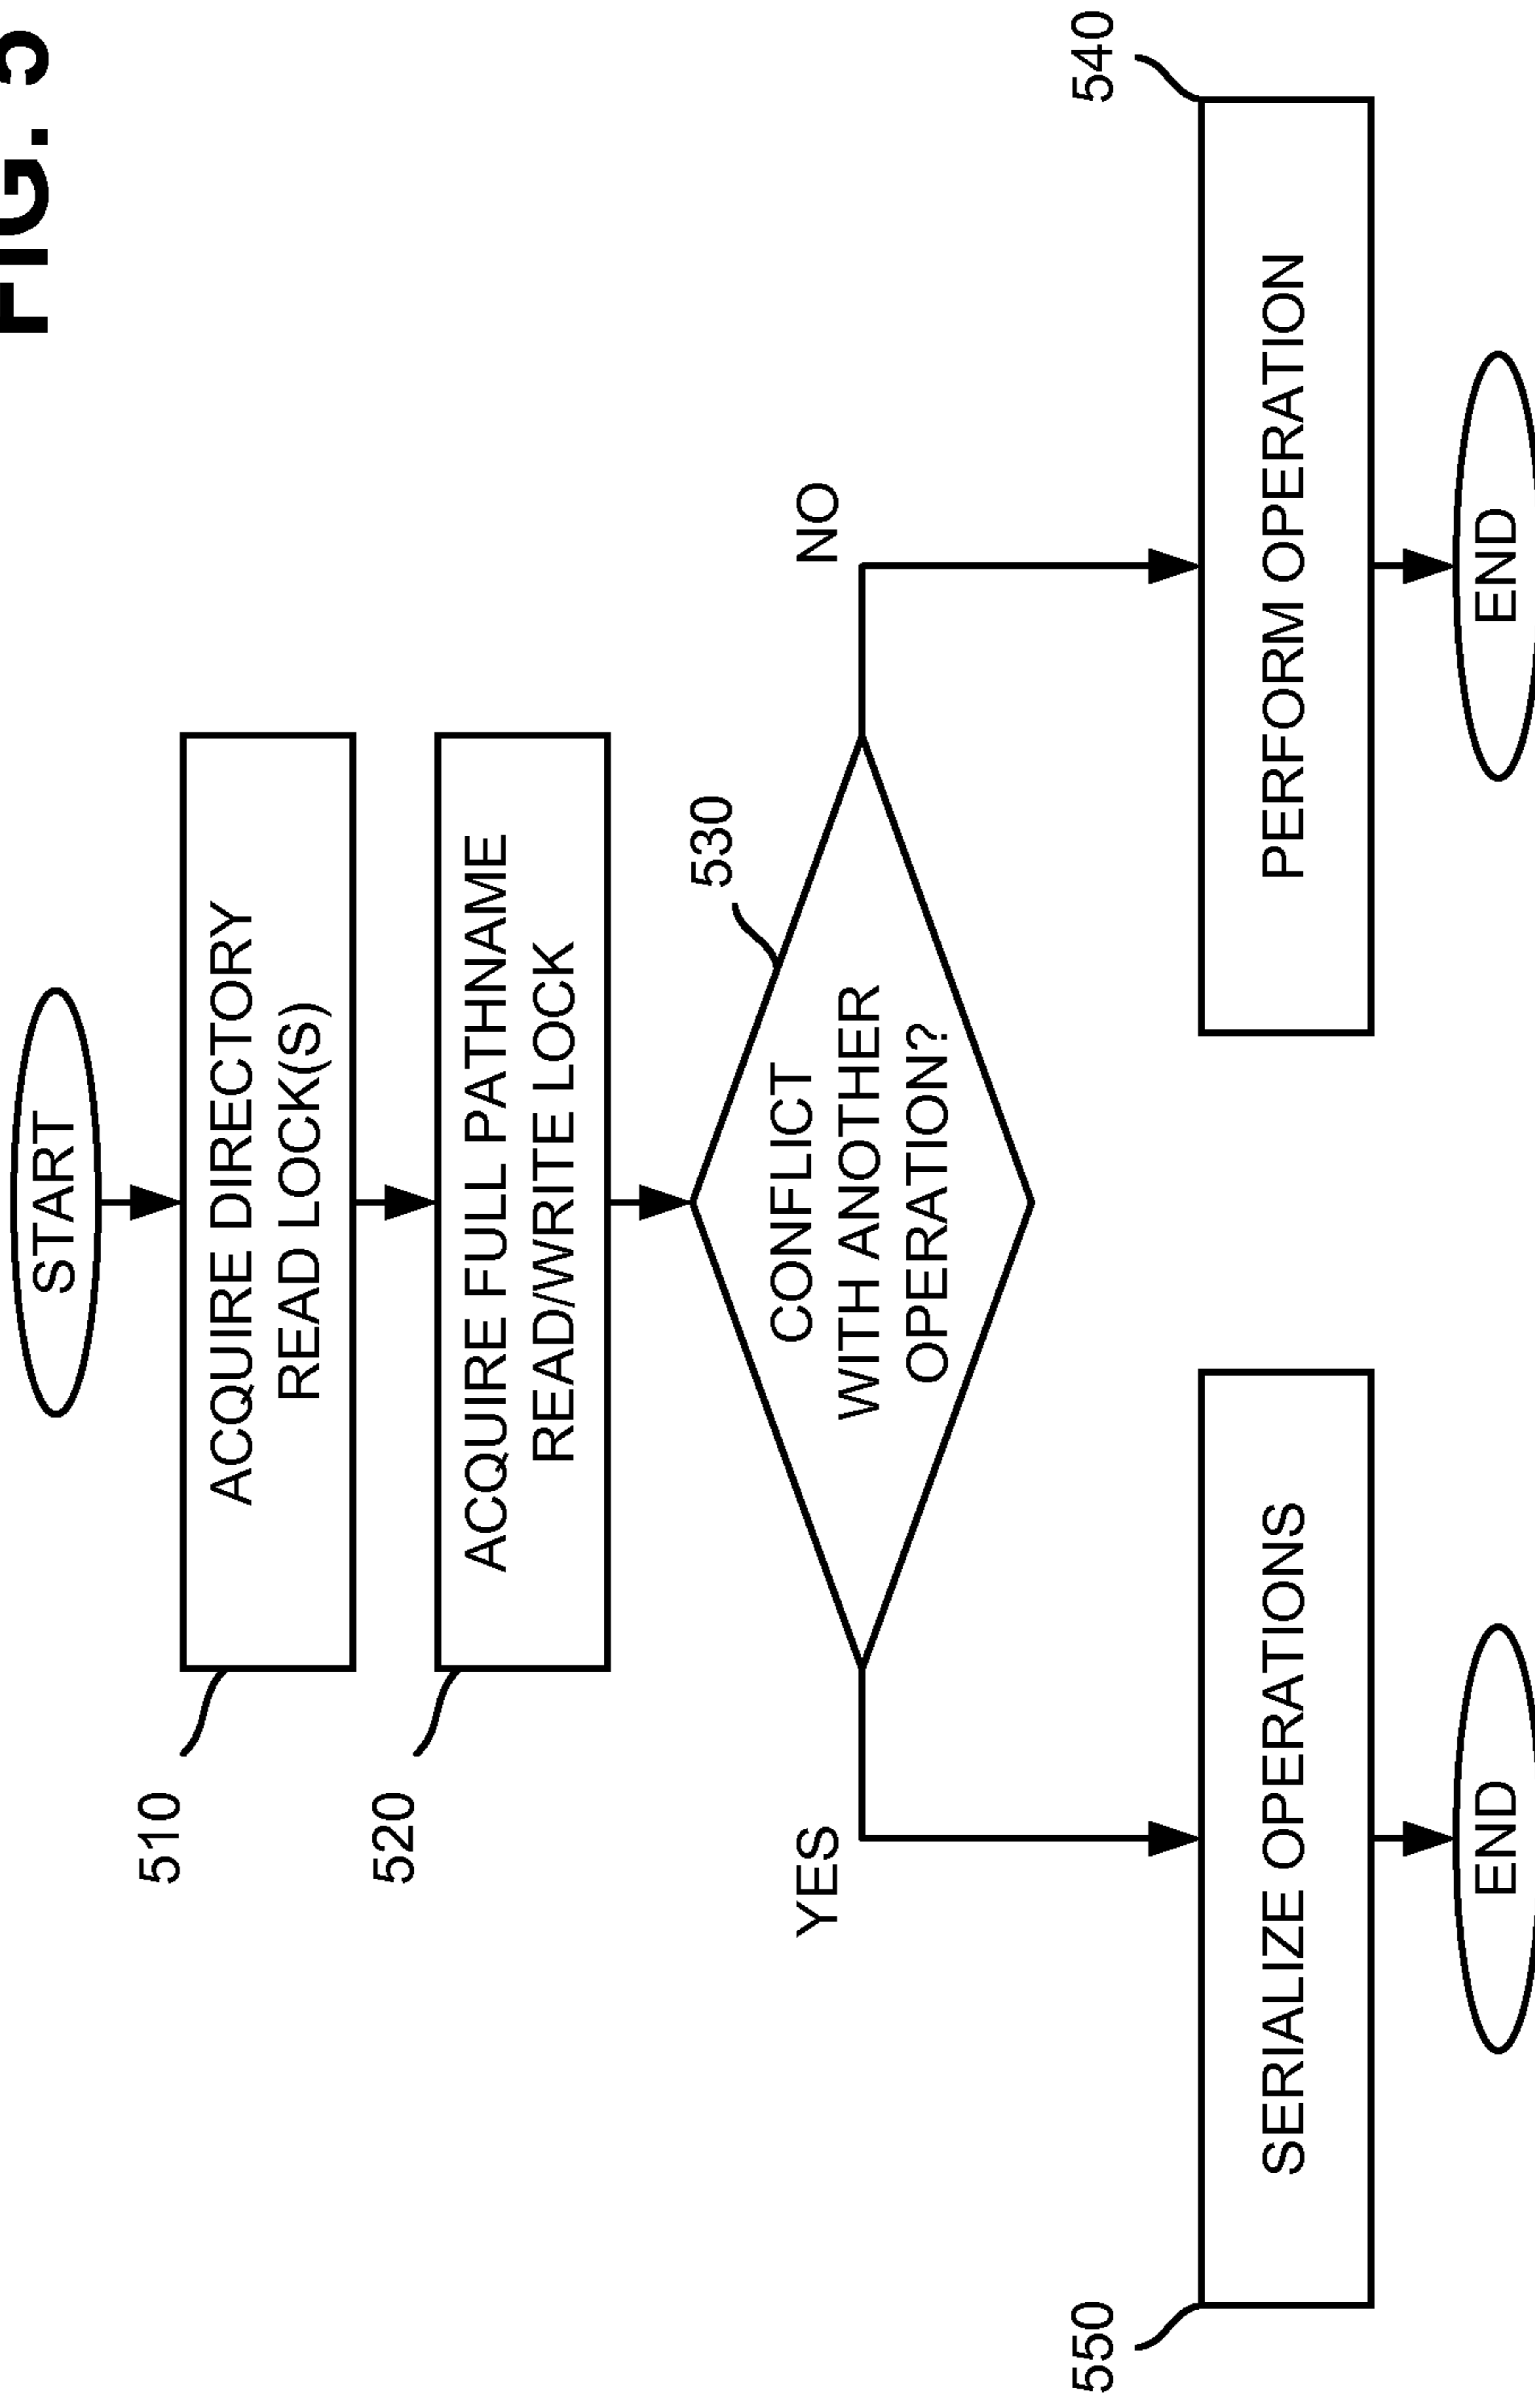 FIG. 5
START
510
ACQUIRE DIRECTORY
READ LOCK(S)
520
ACQUIRE FULL PATHNAME
READ/WRITE LOCK
530
CONFLICT
WITH ANOTHER
OPERATION?
YES
NO
550
SERIALIZE OPERATIONS
540
PERFORM OPERATION
END
END